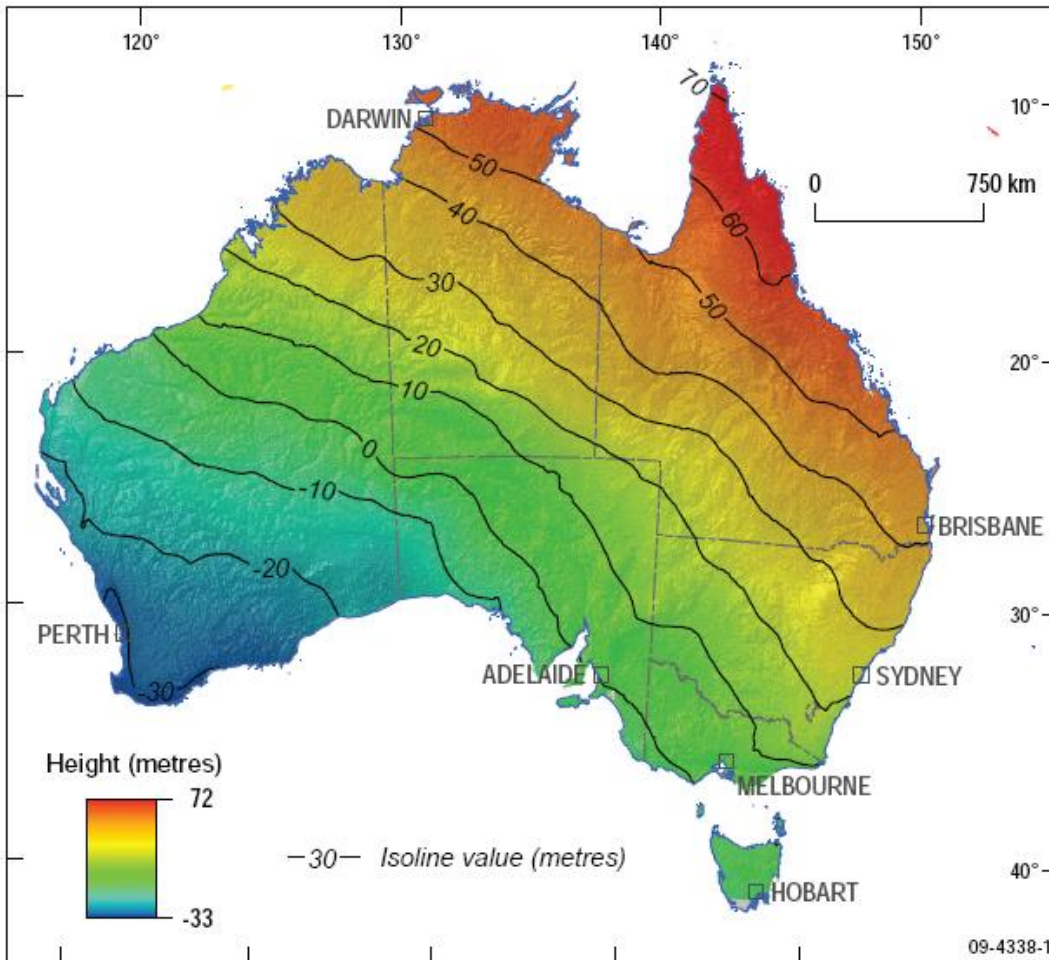 120°
130°
140°
150°
70
10°
DARWIN
50
0 750 km
40
60
30
50
20
20°
10
0
-10
BRISBANE
-20
30°
PERTH
ADELAIDE
SYDNEY
-30
Height (metres)
MELBOURNE
72
-30- Isoline value (metres)
40°
HOBART
-33
09-4338-1